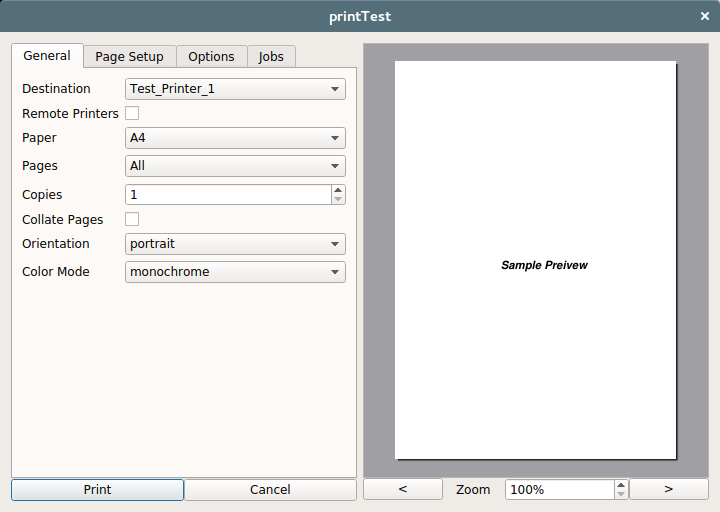 printTest
×
General Page Setup Options Jobs
Destination Test_Printer_1
Remote Printers
Paper A4
Pages All
Copies 1
Collate Pages
Orientation portrait
Color Mode monochrome
Print Cancel
Sample Preivew
< Zoom 100% >